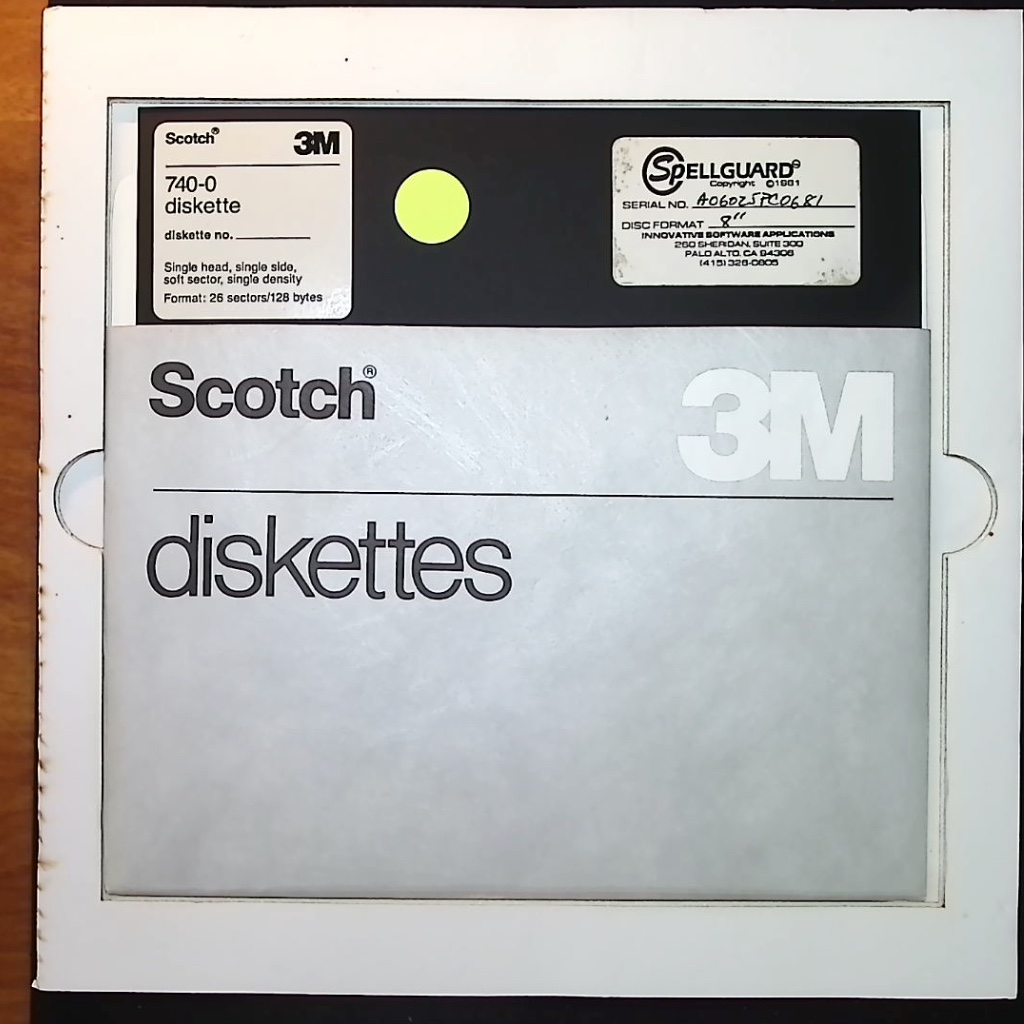 Scotch® 3M
740-0
diskette
diskette no.
Single head, single side,
soft sector, single density
Format: 26 sectors/128 bytes
SPELLGUARD®
Copyright ©1981
SERIAL NO. A06025FC0681
DISC FORMAT 8"
INNOVATIVE SOFTWARE APPLICATIONS
260 SHERIDAN, SUITE 300
PALO ALTO, CA 94306
(415) 326-0805
Scotch® 3M
diskettes